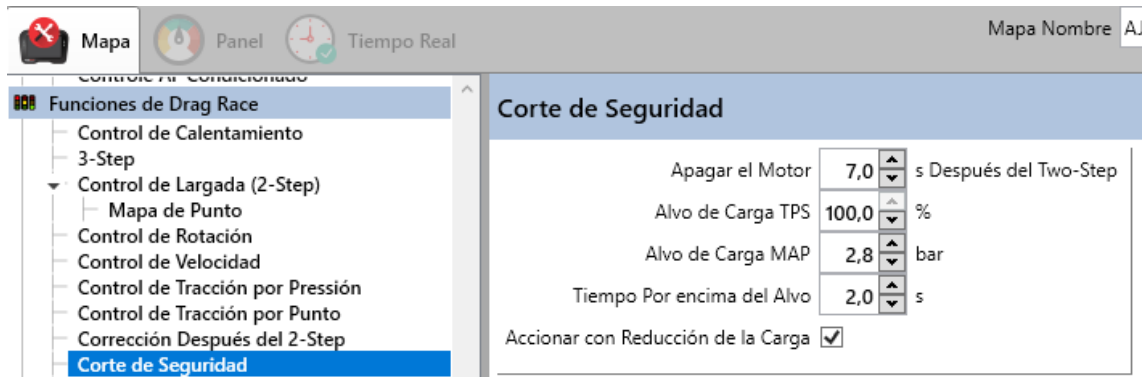 Mapa
Panel
Tiempo Real
Mapa Nombre AJ
Controle Ar Condicionado
Funciones de Drag Race
Control de Calentamiento
3-Step
Control de Largada (2-Step)
Mapa de Punto
Control de Rotación
Control de Velocidad
Control de Tracción por Pressión
Control de Tracción por Punto
Corrección Después del 2-Step
Corte de Seguridad
Corte de Seguridad
Apagar el Motor 7,0 s Después del Two-Step
Alvo de Carga TPS 100,0 %
Alvo de Carga MAP 2,8 bar
Tiempo Por encima del Alvo 2,0 s
Accionar con Reducción de la Carga